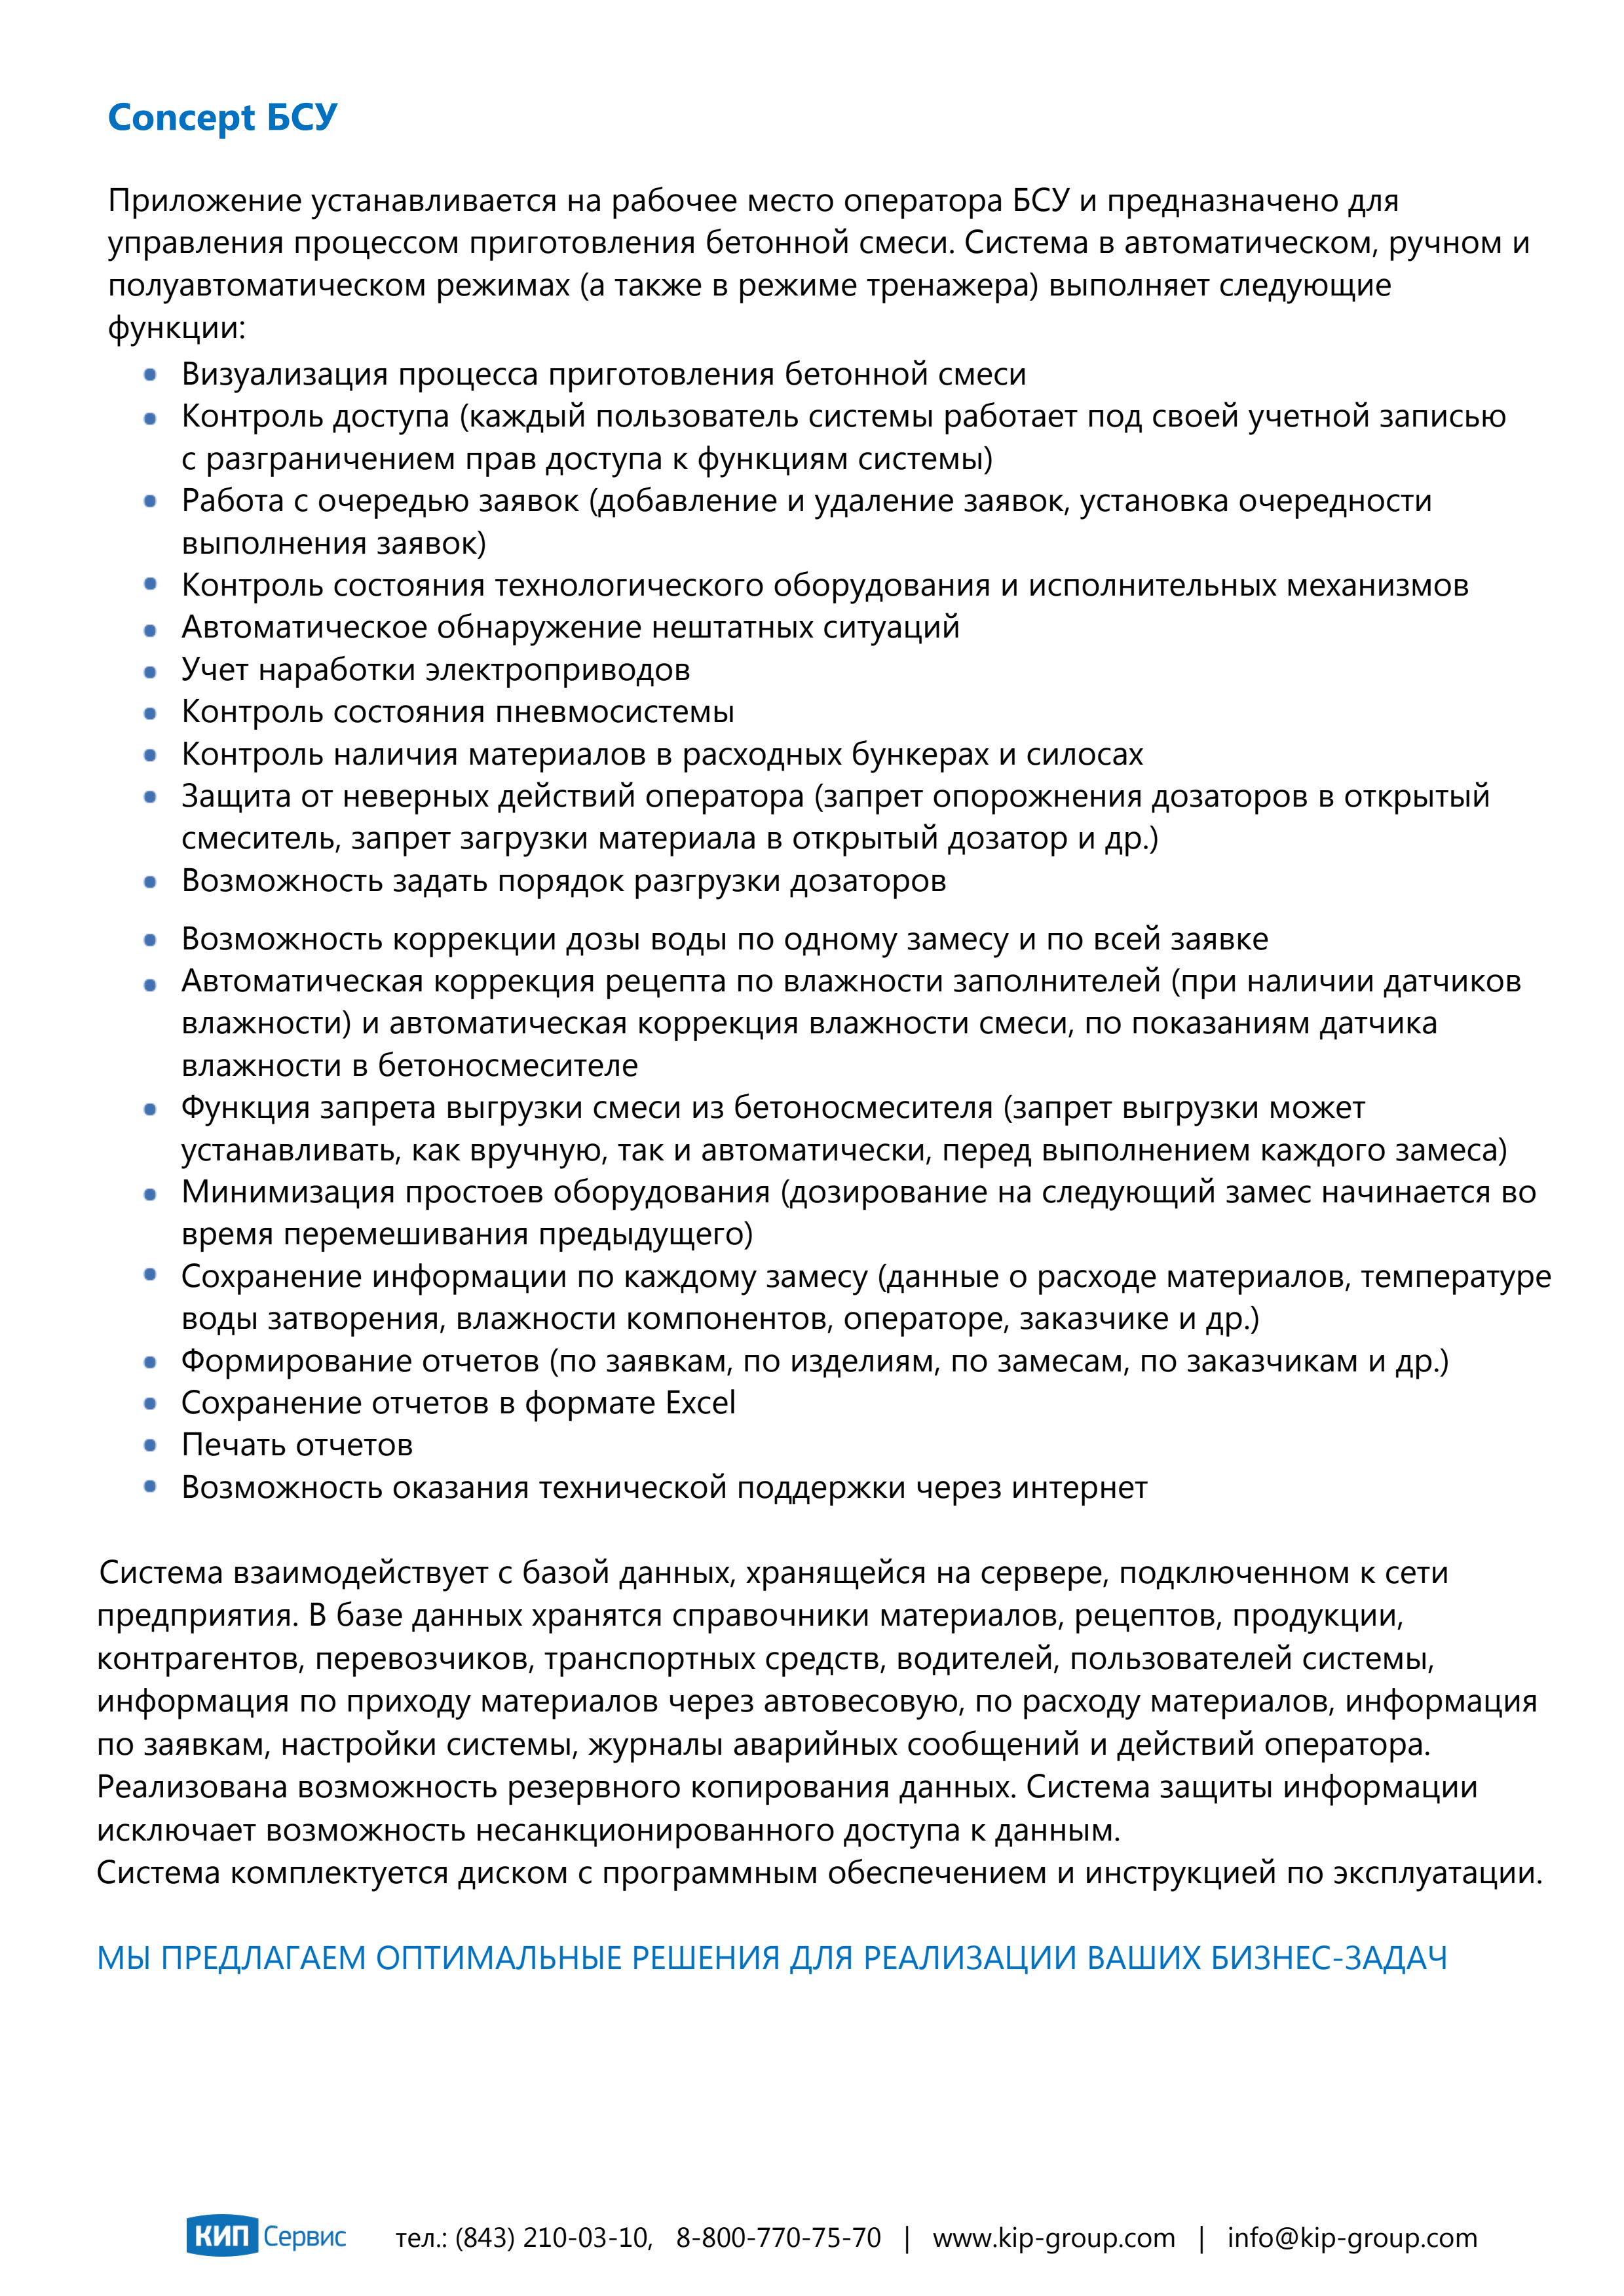 Concept БСУ
Приложение устанавливается на рабочее место оператора БСУ и предназначено для
управления процессом приготовления бетонной смеси. Система в автоматическом, ручном и
полуавтоматическом режимах (а также в режиме тренажера) выполняет следующие
функции:
Визуализация процесса приготовления бетонной смеси
Контроль доступа (каждый пользователь системы работает под своей учетной записью
с разграничением прав доступа к функциям системы)
Работа с очередью заявок (добавление и удаление заявок, установка очередности
выполнения заявок)
Контроль состояния технологического оборудования и исполнительных механизмов
Автоматическое обнаружение нештатных ситуаций
Учет наработки электроприводов
Контроль состояния пневмосистемы
Контроль наличия материалов в расходных бункерах и силосах
Защита от неверных действий оператора (запрет опорожнения дозаторов в открытый
смеситель, запрет загрузки материала в открытый дозатор и др.)
Возможность задать порядок разгрузки дозаторов
Возможность коррекции дозы воды по одному замесу и по всей заявке
Автоматическая коррекция рецепта по влажности заполнителей (при наличии датчиков
влажности) и автоматическая коррекция влажности смеси, по показаниям датчика
влажности в бетоносмесителе
Функция запрета выгрузки смеси из бетоносмесителя (запрет выгрузки может
устанавливать, как вручную, так и автоматически, перед выполнением каждого замеса)
Минимизация простоев оборудования (дозирование на следующий замес начинается во
время перемешивания предыдущего)
Сохранение информации по каждому замесу (данные о расходе материалов, температуре
воды затворения, влажности компонентов, операторе, заказчике и др.)
Формирование отчетов (по заявкам, по изделиям, по замесам, по заказчикам и др.)
Сохранение отчетов в формате Excel
Печать отчетов
Возможность оказания технической поддержки через интернет
Система взаимодействует с базой данных, хранящейся на сервере, подключенном к сети
предприятия. В базе данных хранятся справочники материалов, рецептов, продукции,
контрагентов, перевозчиков, транспортных средств, водителей, пользователей системы,
информация по приходу материалов через автовесовую, по расходу материалов, информация
по заявкам, настройки системы, журналы аварийных сообщений и действий оператора.
Реализована возможность резервного копирования данных. Система защиты информации
исключает возможность несанкционированного доступа к данным.
Система комплектуется диском с программным обеспечением и инструкцией по эксплуатации.
МЫ ПРЕДЛАГАЕМ ОПТИМАЛЬНЫЕ РЕШЕНИЯ ДЛЯ РЕАЛИЗАЦИИ ВАШИХ БИЗНЕС-ЗАДАЧ
КИП Сервис тел.: (843) 210-03-10, 8-800-770-75-70 | www.kip-group.com | info@kip-group.com